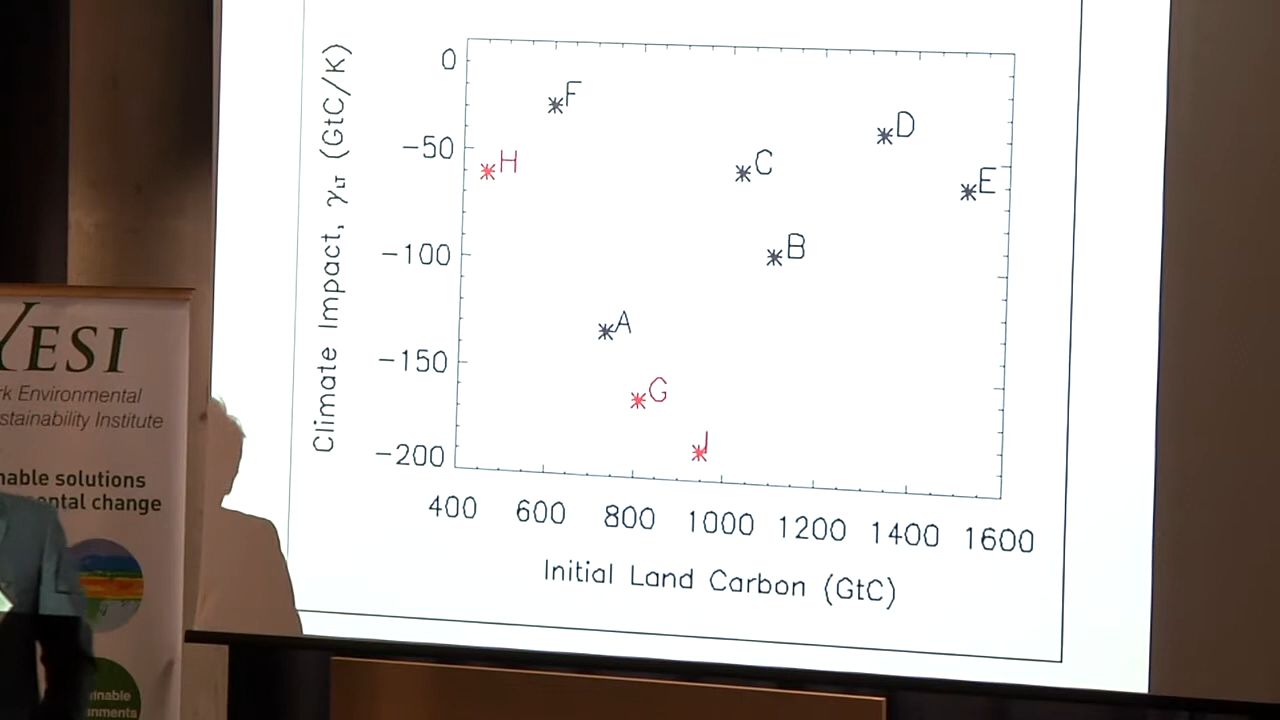 0
-50
-100
-150
-200
Climate Impact, γLT (GtC/K)
F
H
D
C
E
B
A
G
J
400 600 800 1000 1200 1400 1600
Initial Land Carbon (GtC)
YESI
rk Environmental
stainability Institute
nable solutions
ental change
inable
nments